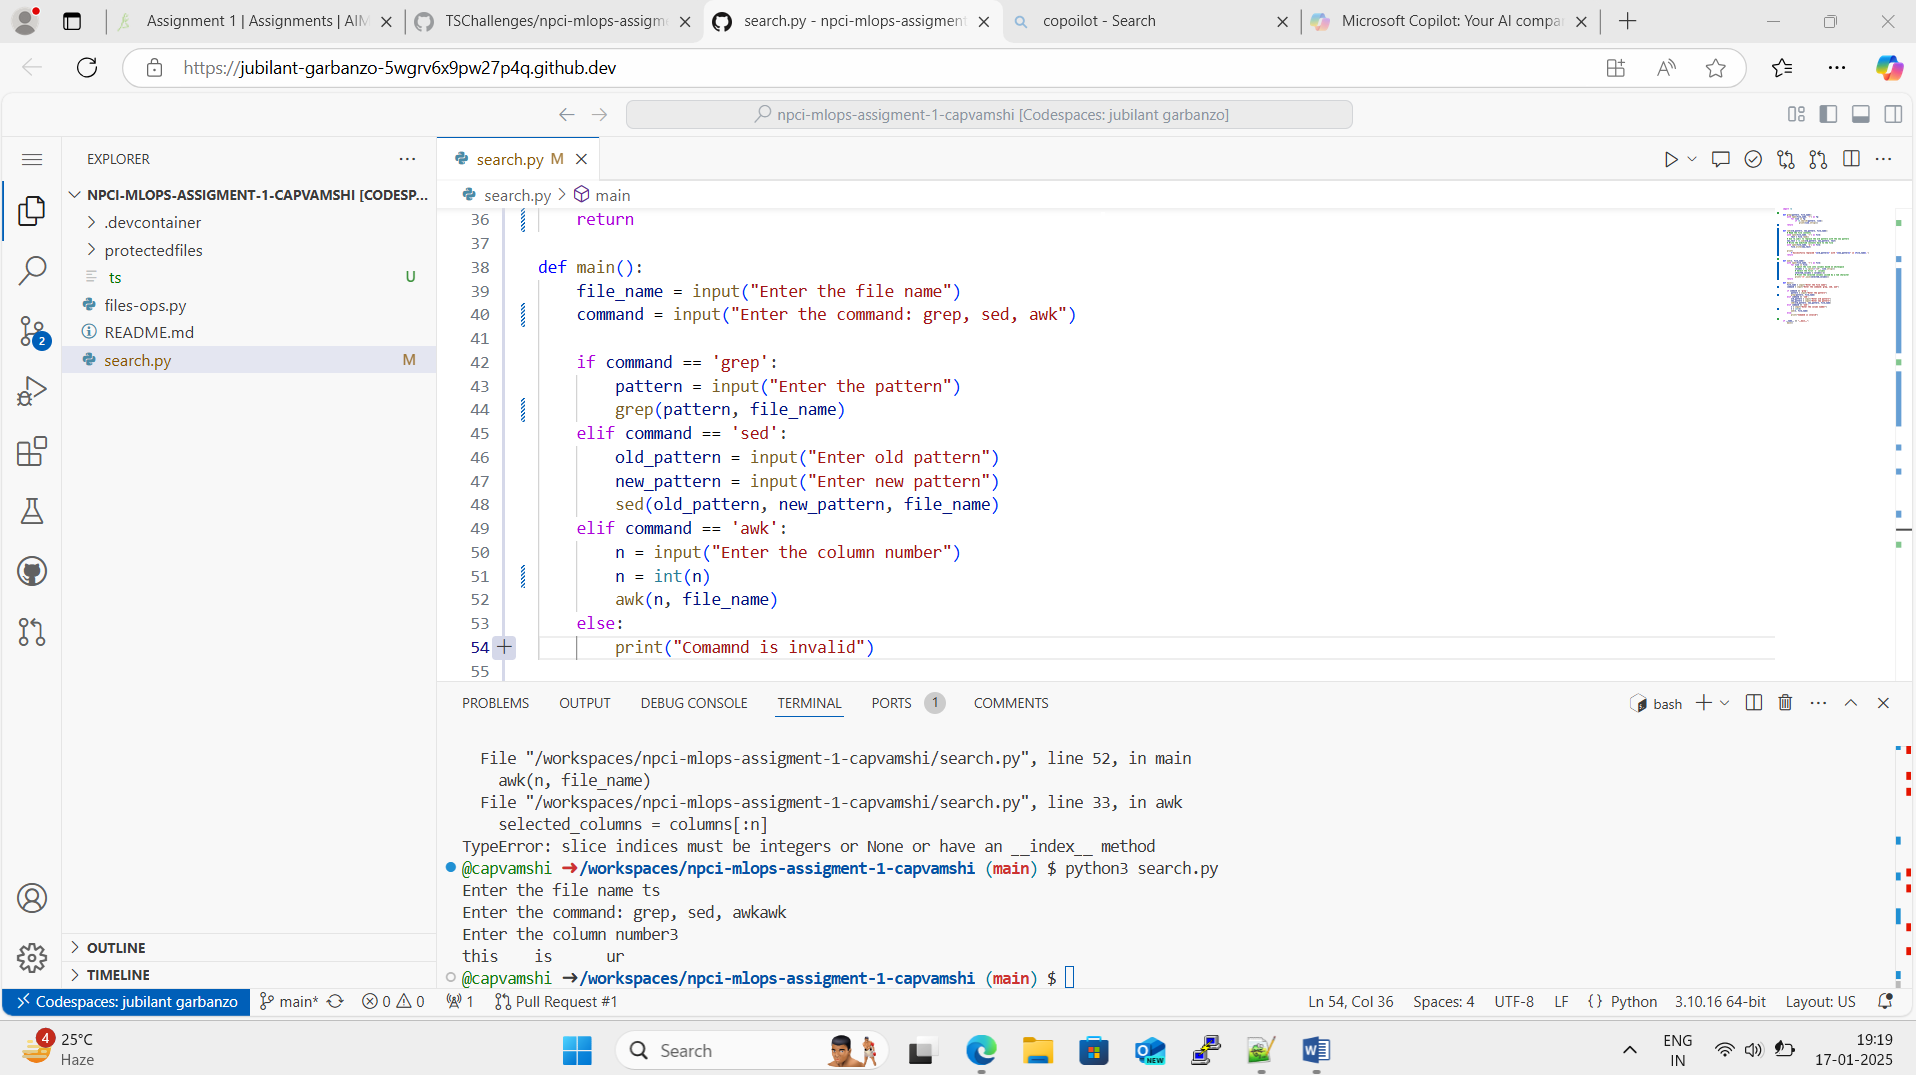 Assignment 1 | Assignments | AIM
TSChallenges/npci-mlops-assigm
search.py - npci-mlops-assigment
copoilot - Search
Microsoft Copilot: Your AI compa
https://jubilant-garbanzo-5wgrv6x9pw27p4q.github.dev
npci-mlops-assigment-1-capvamshi [Codespaces: jubilant garbanzo]
EXPLORER
NPCI-MLOPS-ASSIGMENT-1-CAPVAMSHI [CODESP...
.devcontainer
protectedfiles
ts U
files-ops.py
README.md
search.py M
2
search.py M
search.py > main
36 return
37
38 def main():
39 file_name = input("Enter the file name")
40 command = input("Enter the command: grep, sed, awk")
41
42 if command == 'grep':
43 pattern = input("Enter the pattern")
44 grep(pattern, file_name)
45 elif command == 'sed':
46 old_pattern = input("Enter old pattern")
47 new_pattern = input("Enter new pattern")
48 sed(old_pattern, new_pattern, file_name)
49 elif command == 'awk':
50 n = input("Enter the column number")
51 n = int(n)
52 awk(n, file_name)
53 else:
54 print("Comamnd is invalid")
55
PROBLEMS OUTPUT DEBUG CONSOLE TERMINAL PORTS 1 COMMENTS
bash
File "/workspaces/npci-mlops-assigment-1-capvamshi/search.py", line 52, in main
awk(n, file_name)
File "/workspaces/npci-mlops-assigment-1-capvamshi/search.py", line 33, in awk
selected_columns = columns[:n]
TypeError: slice indices must be integers or None or have an __index__ method
@capvamshi ➜/workspaces/npci-mlops-assigment-1-capvamshi (main) $ python3 search.py
Enter the file name ts
Enter the command: grep, sed, awkawk
Enter the column number3
this is ur
@capvamshi ➜/workspaces/npci-mlops-assigment-1-capvamshi (main) $
OUTLINE
TIMELINE
Codespaces: jubilant garbanzo main* 0 0 1 Pull Request #1
Ln 54, Col 36 Spaces: 4 UTF-8 LF {} Python 3.10.16 64-bit Layout: US
4
25°C
Haze
Search
NEW
ENG
IN
19:19
17-01-2025